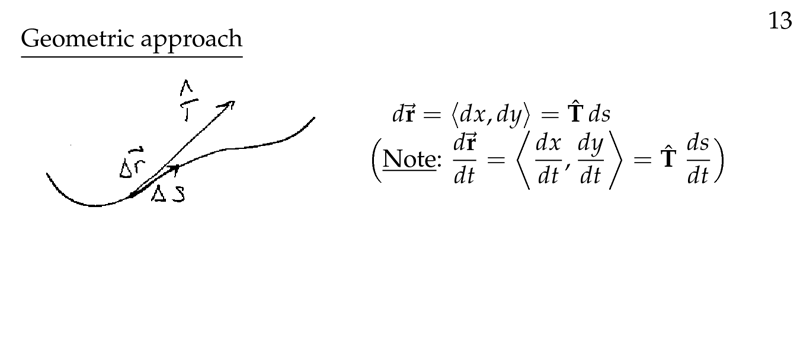 13
Geometric approach
T̂
Δr⃗
Δs
d𝐫⃗ = ⟨dx, dy⟩ = 𝐓̂ ds
(Note: d𝐫⃗/dt = ⟨dx/dt, dy/dt⟩ = 𝐓̂ ds/dt)